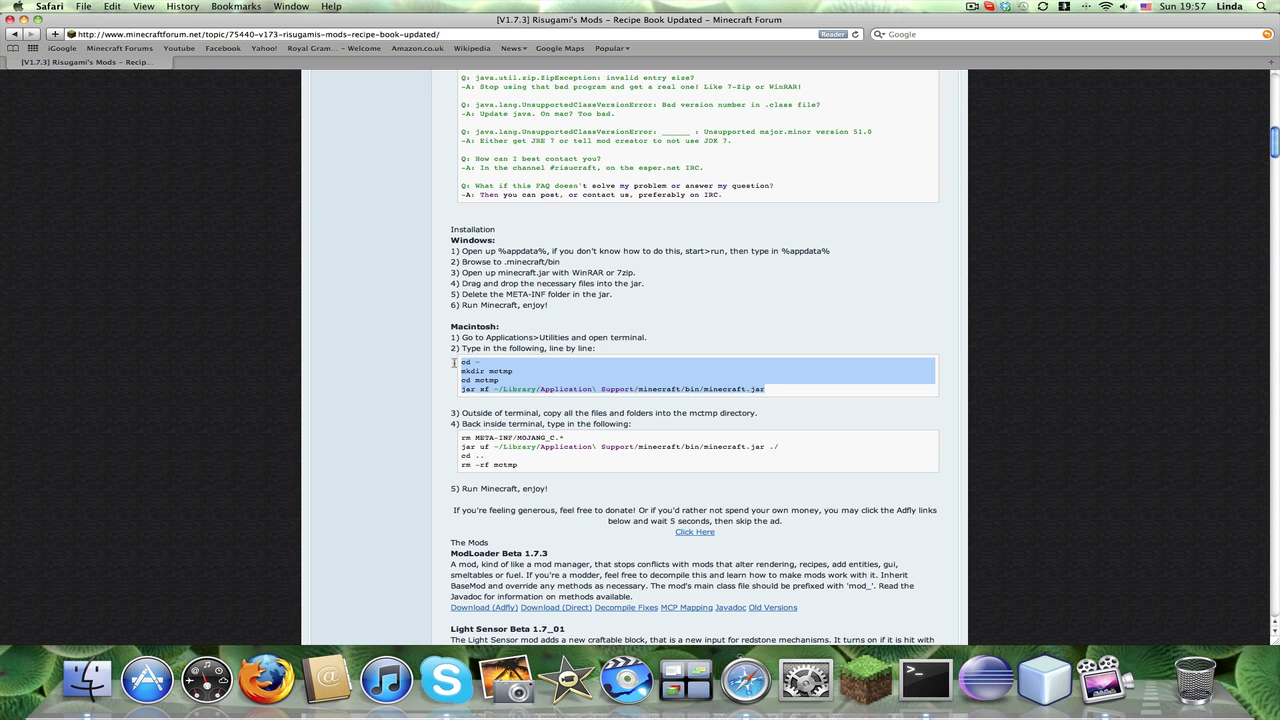 Safari File Edit View History Bookmarks Window Help Sun 19:57 Linda
[V1.7.3] Risugami's Mods – Recipe Book Updated – Minecraft Forum
http://www.minecraftforum.net/topic/75440-v173-risugamis-mods-recipe-book-updated/ Reader Google
iGoogle Minecraft Forums Youtube Facebook Yahoo! Royal Gram... – Welcome Amazon.co.uk Wikipedia News Google Maps Popular
[V1.7.3] Risugami's Mods – Recip...
Q: java.util.zip.ZipException: invalid entry size?
-A: Stop using that bad program and get a real one! Like 7-Zip or WinRAR!
Q: java.lang.UnsupportedClassVersionError: Bad version number in .class file?
-A: Update java. On mac? Too bad.
Q: java.lang.UnsupportedClassVersionError: ______ : Unsupported major.minor version 51.0
-A: Either get JRE 7 or tell mod creator to not use JDK 7.
Q: How can I best contact you?
-A: In the channel #risucraft, on the esper.net IRC.
Q: What if this FAQ doesn't solve my problem or answer my question?
-A: Then you can post, or contact us, preferably on IRC.
Installation
Windows:
1) Open up %appdata%, if you don't know how to do this, start>run, then type in %appdata%
2) Browse to .minecraft/bin
3) Open up minecraft.jar with WinRAR or 7zip.
4) Drag and drop the necessary files into the jar.
5) Delete the META-INF folder in the jar.
6) Run Minecraft, enjoy!
Macintosh:
1) Go to Applications>Utilities and open terminal.
2) Type in the following, line by line:
cd ~
mkdir mctmp
cd mctmp
jar xf ~/Library/Application\ Support/minecraft/bin/minecraft.jar
3) Outside of terminal, copy all the files and folders into the mctmp directory.
4) Back inside terminal, type in the following:
rm META-INF/MOJANG_C.*
jar uf ~/Library/Application\ Support/minecraft/bin/minecraft.jar ./
cd ..
rm -rf mctmp
5) Run Minecraft, enjoy!
If you're feeling generous, feel free to donate! Or if you'd rather not spend your own money, you may click the Adfly links
below and wait 5 seconds, then skip the ad.
Click Here
The Mods
ModLoader Beta 1.7.3
A mod, kind of like a mod manager, that stops conflicts with mods that alter rendering, recipes, add entities, gui,
smeltables or fuel. If you're a modder, feel free to decompile this and learn how to make mods work with it. Inherit
BaseMod and override any methods as necessary. The mod's main class file should be prefixed with 'mod_'. Read the
Javadoc for information on methods available.
Download (Adfly) Download (Direct) Decompile Fixes MCP Mapping Javadoc Old Versions
Light Sensor Beta 1.7_01
The Light Sensor mod adds a new craftable block, that is a new input for redstone mechanisms. It turns on if it is hit with